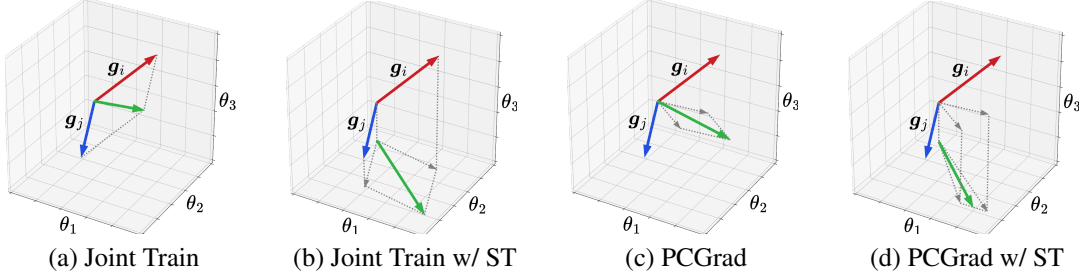 g_i
g_j
θ_3
θ_2
θ_1
(a) Joint Train
g_i
g_j
θ_3
θ_2
θ_1
(b) Joint Train w/ ST
g_i
g_j
θ_3
θ_2
θ_1
(c) PCGrad
g_i
g_j
θ_3
θ_2
θ_1
(d) PCGrad w/ ST